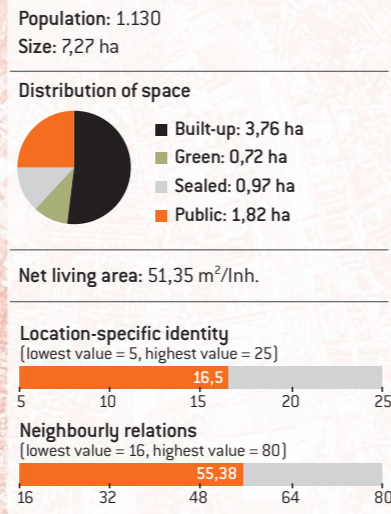 Population: 1.130
Size: 7,27 ha
Distribution of space
Built-up: 3,76 ha
Green: 0,72 ha
Sealed: 0,97 ha
Public: 1,82 ha
Net living area: 51,35 m²/Inh.
Location-specific identity
(lowest value = 5, highest value = 25)
16,5
5 10 15 20 25
Neighbourly relations
(lowest value = 16, highest value = 80)
55,38
16 32 48 64 80